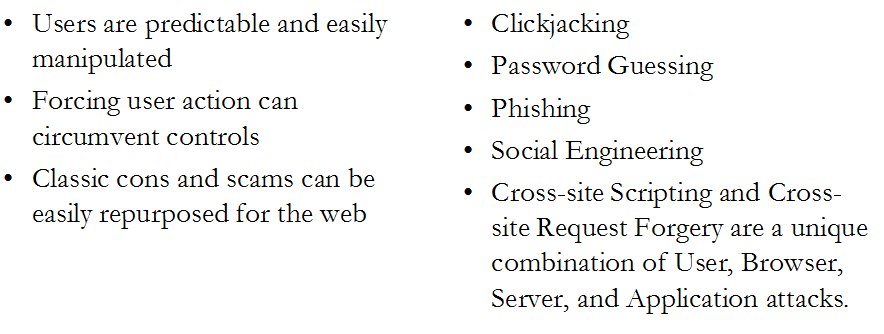 • Users are predictable and easily
manipulated
• Forcing user action can
circumvent controls
• Classic cons and scams can be
easily repurposed for the web
• Clickjacking
• Password Guessing
• Phishing
• Social Engineering
• Cross-site Scripting and Cross-
site Request Forgery are a unique
combination of User, Browser,
Server, and Application attacks.